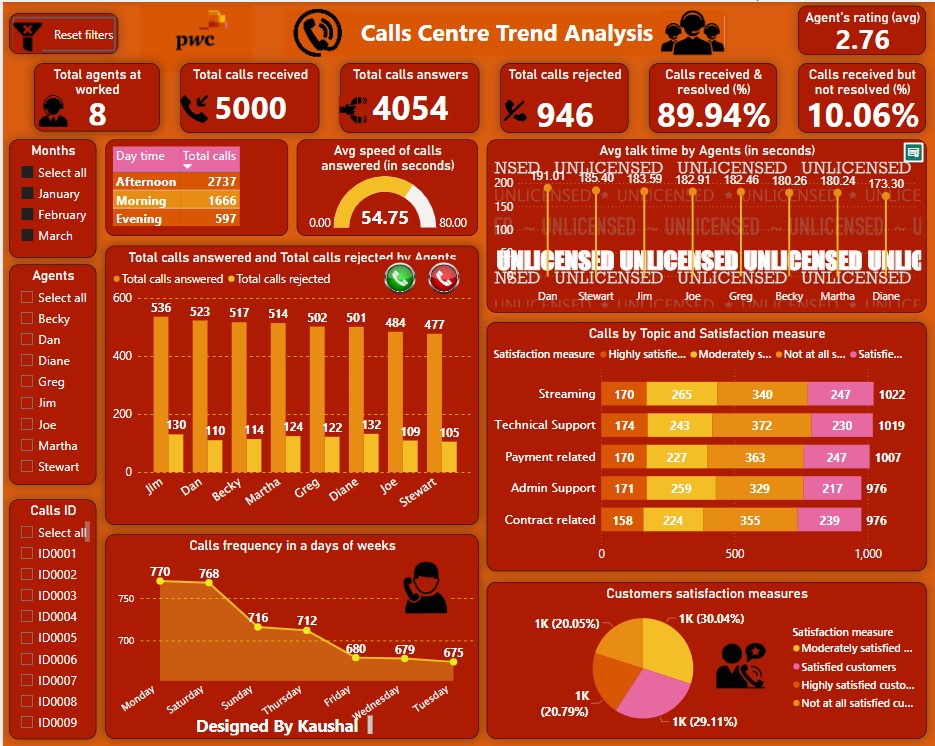 Reset filters
pwc
Calls Centre Trend Analysis
Agent's rating (avg)
2.76
Total agents at
worked
8
Total calls received
5000
Total calls answers
4054
Total calls rejected
946
Calls received &
resolved (%)
89.94%
Calls received but
not resolved (%)
10.06%
Months
Select all
January
February
March
Day time Total calls
Afternoon 2737
Morning 1666
Evening 597
Avg speed of calls
answered (in seconds)
54.75
0.00 80.00
Avg talk time by Agents (in seconds)
NSED UNLICENSED UNLICENSED UNLICENSED
191.01 185.40 183.59 182.91 182.46 180.26 180.24 173.30
200
150
100
50
UNLICENSED UNLICENSED UNLICENSED UNLIC
NSED UNLICENSED UNLICENSED UNLICENSED
Dan Stewart Jim Joe Greg Becky Martha Diane
Agents
Select all
Becky
Dan
Diane
Greg
Jim
Joe
Martha
Stewart
Total calls answered and Total calls rejected by Agents
Total calls answered Total calls rejected
600
400
200
0
536 523 517 514 502 501 484 477
130 110 114 124 122 132 109 105
Jim Dan Becky Martha Greg Diane Joe Stewart
Calls by Topic and Satisfaction measure
Satisfaction measure Highly satisfie... Moderately s... Not at all s... Satisfie...
Streaming 170 265 340 247 1022
Technical Support 174 243 372 230 1019
Payment related 170 227 363 247 1007
Admin Support 171 259 329 217 976
Contract related 158 224 355 239 976
0 500 1,000
Calls ID
Select all
ID0001
ID0002
ID0003
ID0004
ID0005
ID0006
ID0007
ID0008
ID0009
Calls frequency in a days of weeks
750
700
770 768 716 712 680 679 675
Monday Saturday Sunday Thursday Friday Wednesday Tuesday
Designed By Kaushal
Customers satisfaction measures
1K (20.05%)
1K (30.04%)
1K
(20.79%)
1K (29.11%)
Satisfaction measure
Moderately satisfied ...
Satisfied customers
Highly satisfied custo...
Not at all satisfied cu...